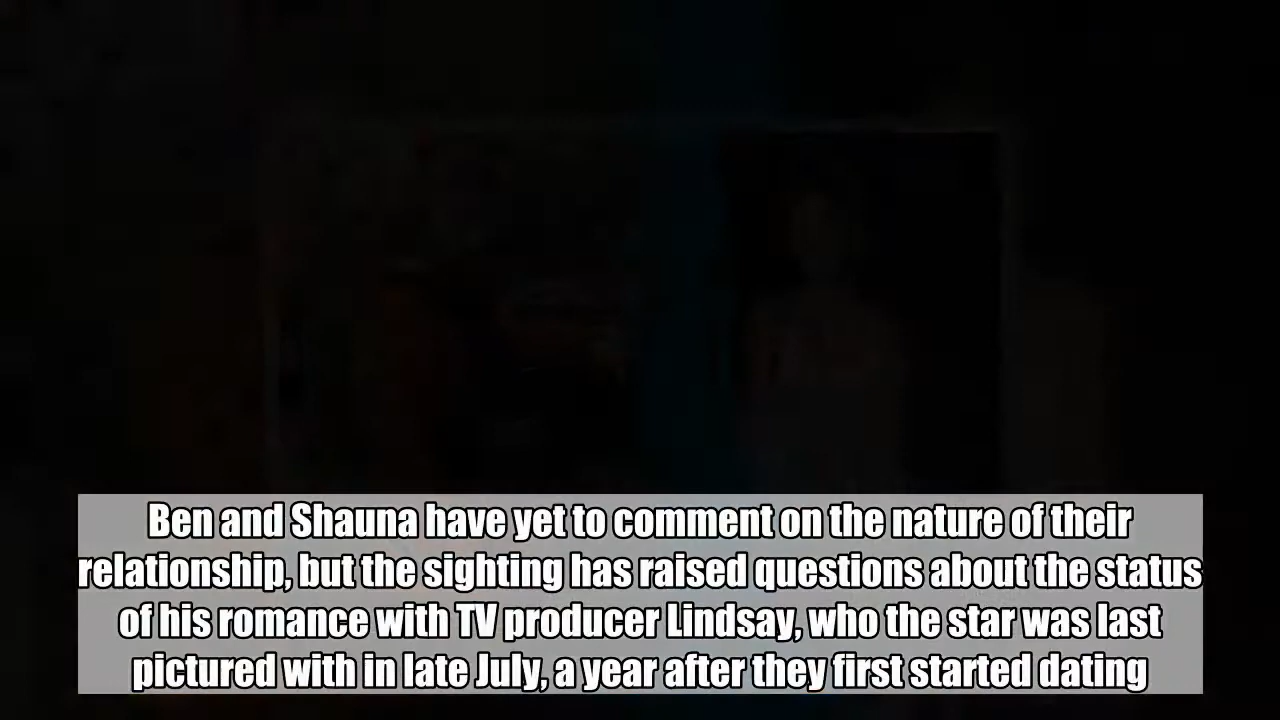 Ben and Shauna have yet to comment on the nature of their
relationship, but the sighting has raised questions about the status
of his romance with TV producer Lindsay, who the star was last
pictured with in late July, a year after they first started dating